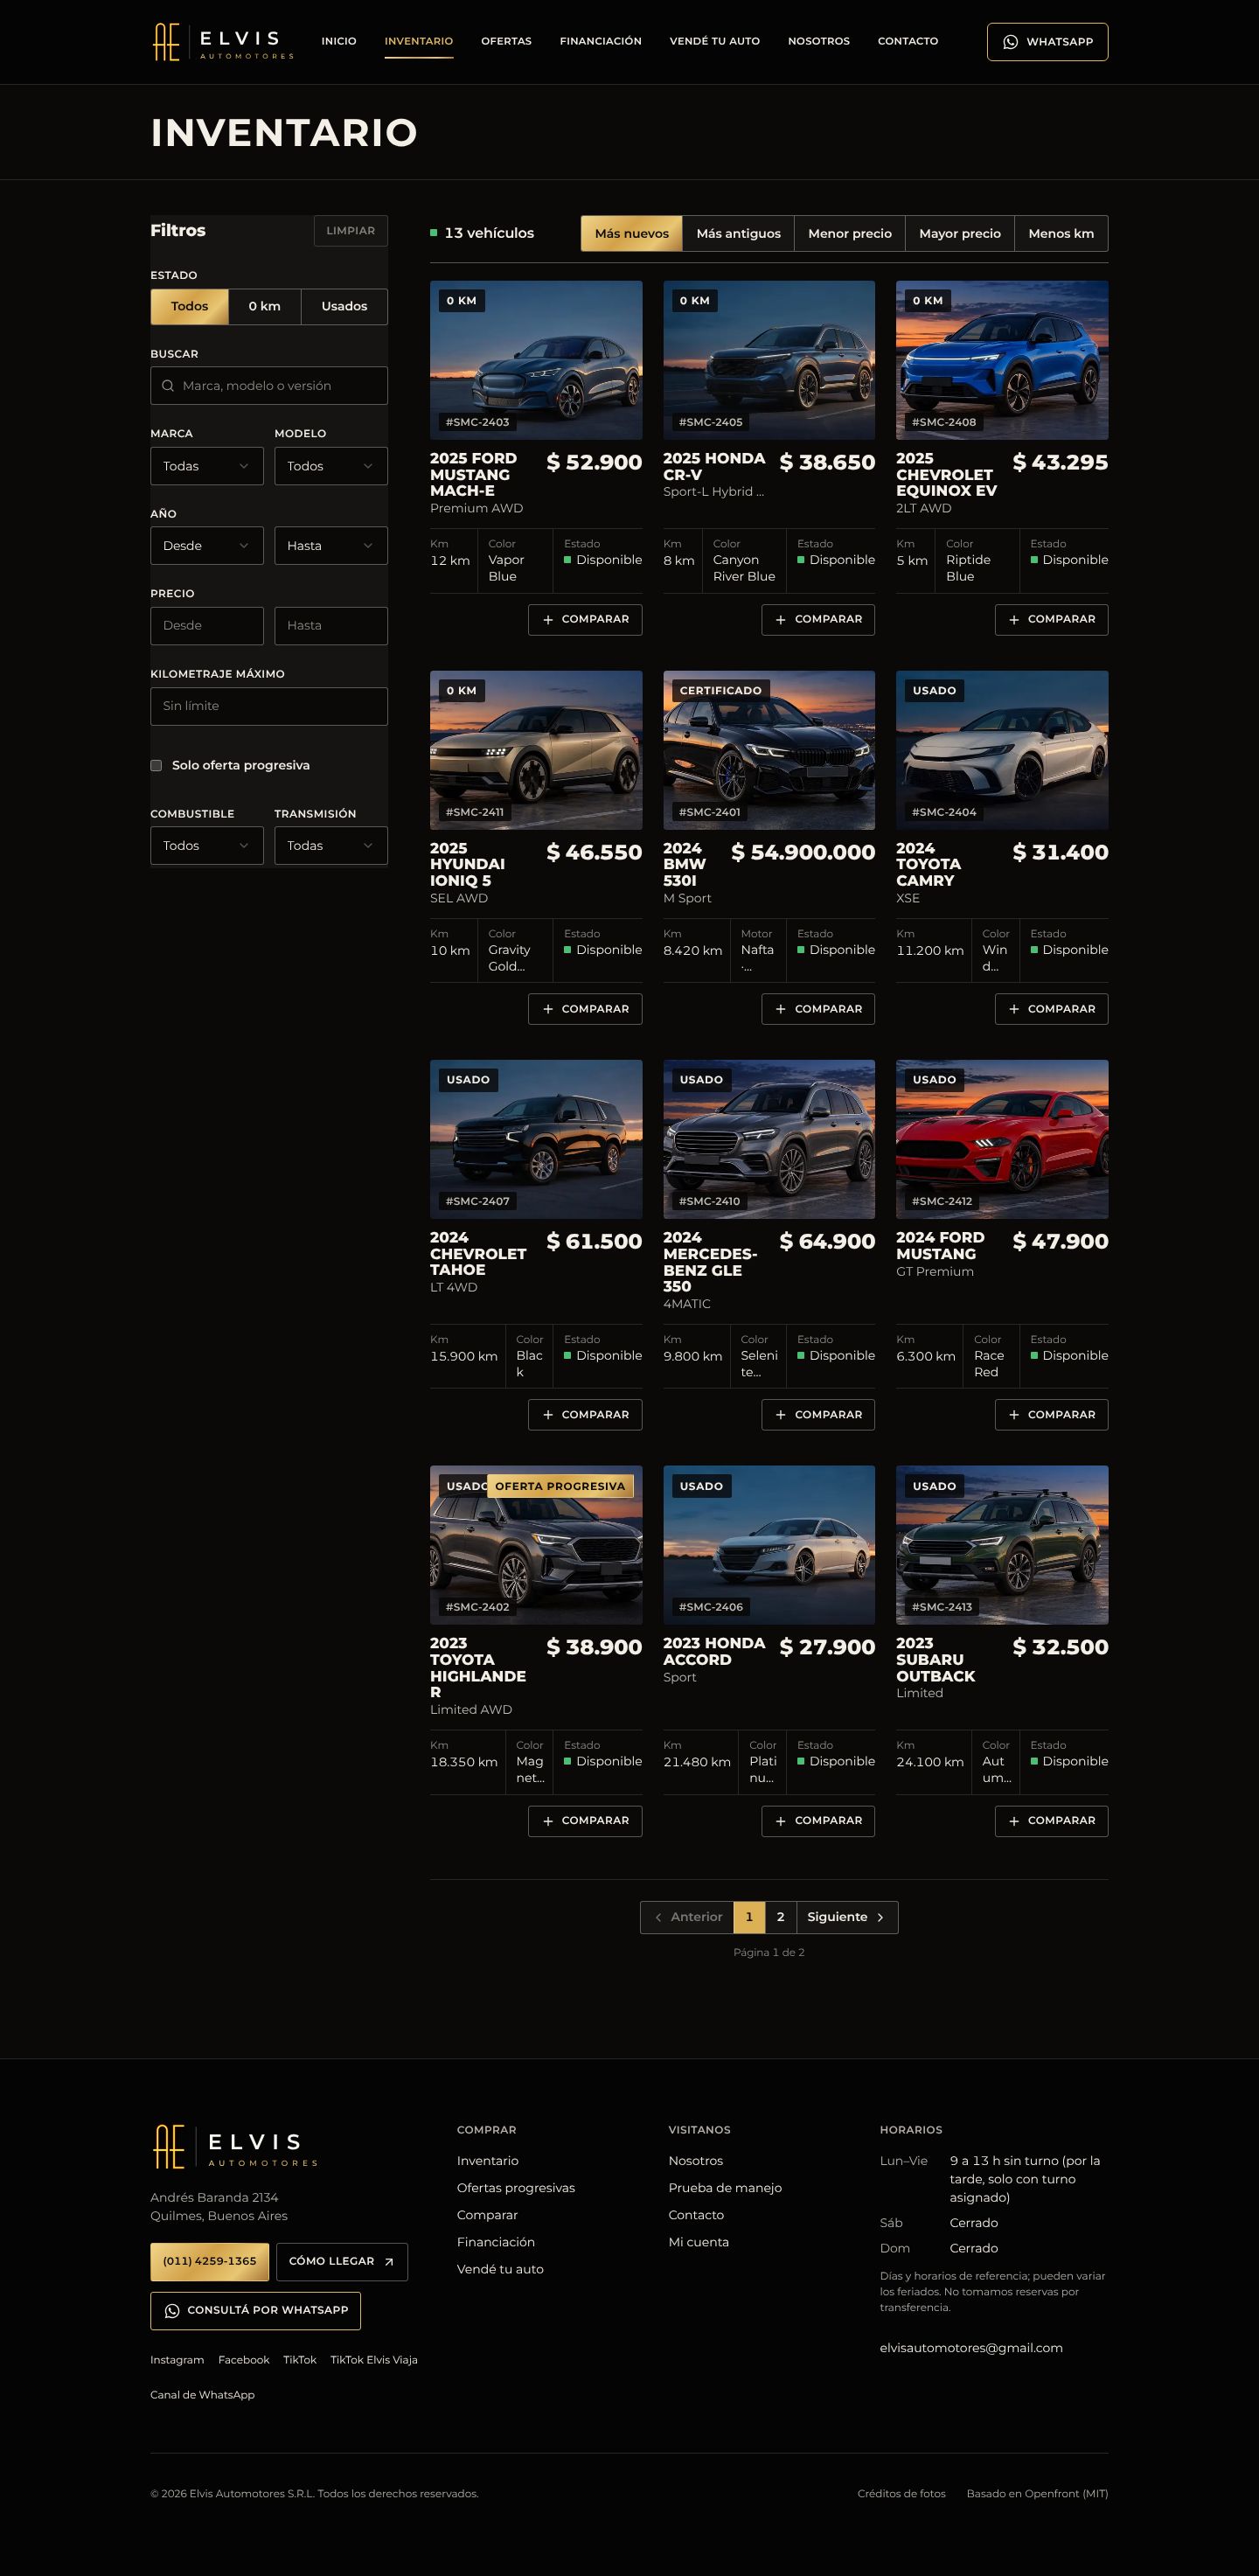 AE ELVIS
AUTOMOTORES
INICIO
INVENTARIO
OFERTAS
FINANCIACIÓN
VENDÉ TU AUTO
NOSOTROS
CONTACTO
WHATSAPP
INVENTARIO
Filtros
LIMPIAR
ESTADO
Todos
0 km
Usados
BUSCAR
Marca, modelo o versión
MARCA
MODELO
Todas
Todos
AÑO
Desde
Hasta
PRECIO
Desde
Hasta
KILOMETRAJE MÁXIMO
Sin límite
Solo oferta progresiva
COMBUSTIBLE
TRANSMISIÓN
Todos
Todas
13 vehículos
Más nuevos
Más antiguos
Menor precio
Mayor precio
Menos km
0 KM
#SMC-2403
2025 FORD
MUSTANG
MACH-E
$ 52.900
Premium AWD
Km
12 km
Color
Vapor
Blue
Estado
Disponible
COMPARAR
0 KM
#SMC-2405
2025 HONDA
CR-V
$ 38.650
Sport-L Hybrid ...
Km
8 km
Color
Canyon
River Blue
Estado
Disponible
COMPARAR
0 KM
#SMC-2408
2025
CHEVROLET
EQUINOX EV
$ 43.295
2LT AWD
Km
5 km
Color
Riptide
Blue
Estado
Disponible
COMPARAR
0 KM
#SMC-2411
2025
HYUNDAI
IONIQ 5
$ 46.550
SEL AWD
Km
10 km
Color
Gravity
Gold...
Estado
Disponible
COMPARAR
CERTIFICADO
#SMC-2401
2024
BMW
530I
$ 54.900.000
M Sport
Km
8.420 km
Motor
Nafta
·...
Estado
Disponible
COMPARAR
USADO
#SMC-2404
2024
TOYOTA
CAMRY
$ 31.400
XSE
Km
11.200 km
Color
Win
d...
Estado
Disponible
COMPARAR
USADO
#SMC-2407
2024
CHEVROLET
TAHOE
$ 61.500
LT 4WD
Km
15.900 km
Color
Blac
k
Estado
Disponible
COMPARAR
USADO
#SMC-2410
2024
MERCEDES-
BENZ GLE
350
$ 64.900
4MATIC
Km
9.800 km
Color
Seleni
te...
Estado
Disponible
COMPARAR
USADO
#SMC-2412
2024 FORD
MUSTANG
$ 47.900
GT Premium
Km
6.300 km
Color
Race
Red
Estado
Disponible
COMPARAR
USADO
OFERTA PROGRESIVA
#SMC-2402
2023
TOYOTA
HIGHLANDE
R
$ 38.900
Limited AWD
Km
18.350 km
Color
Mag
net...
Estado
Disponible
COMPARAR
USADO
#SMC-2406
2023 HONDA
ACCORD
$ 27.900
Sport
Km
21.480 km
Color
Plati
nu...
Estado
Disponible
COMPARAR
USADO
#SMC-2413
2023
SUBARU
OUTBACK
$ 32.500
Limited
Km
24.100 km
Color
Aut
um...
Estado
Disponible
COMPARAR
Anterior
1
2
Siguiente
Página 1 de 2
AE ELVIS
AUTOMOTORES
Andrés Baranda 2134
Quilmes, Buenos Aires
(011) 4259-1365
CÓMO LLEGAR
CONSULTÁ POR WHATSAPP
Instagram
Facebook
TikTok
TikTok Elvis Viaja
Canal de WhatsApp
COMPRAR
Inventario
Ofertas progresivas
Comparar
Financiación
Vendé tu auto
VISITANOS
Nosotros
Prueba de manejo
Contacto
Mi cuenta
HORARIOS
Lun–Vie
9 a 13 h sin turno (por la
tarde, solo con turno
asignado)
Sáb
Cerrado
Dom
Cerrado
Días y horarios de referencia; pueden variar
los feriados. No tomamos reservas por
transferencia.
elvisautomotores@gmail.com
© 2026 Elvis Automotores S.R.L. Todos los derechos reservados.
Créditos de fotos
Basado en Openfront (MIT)